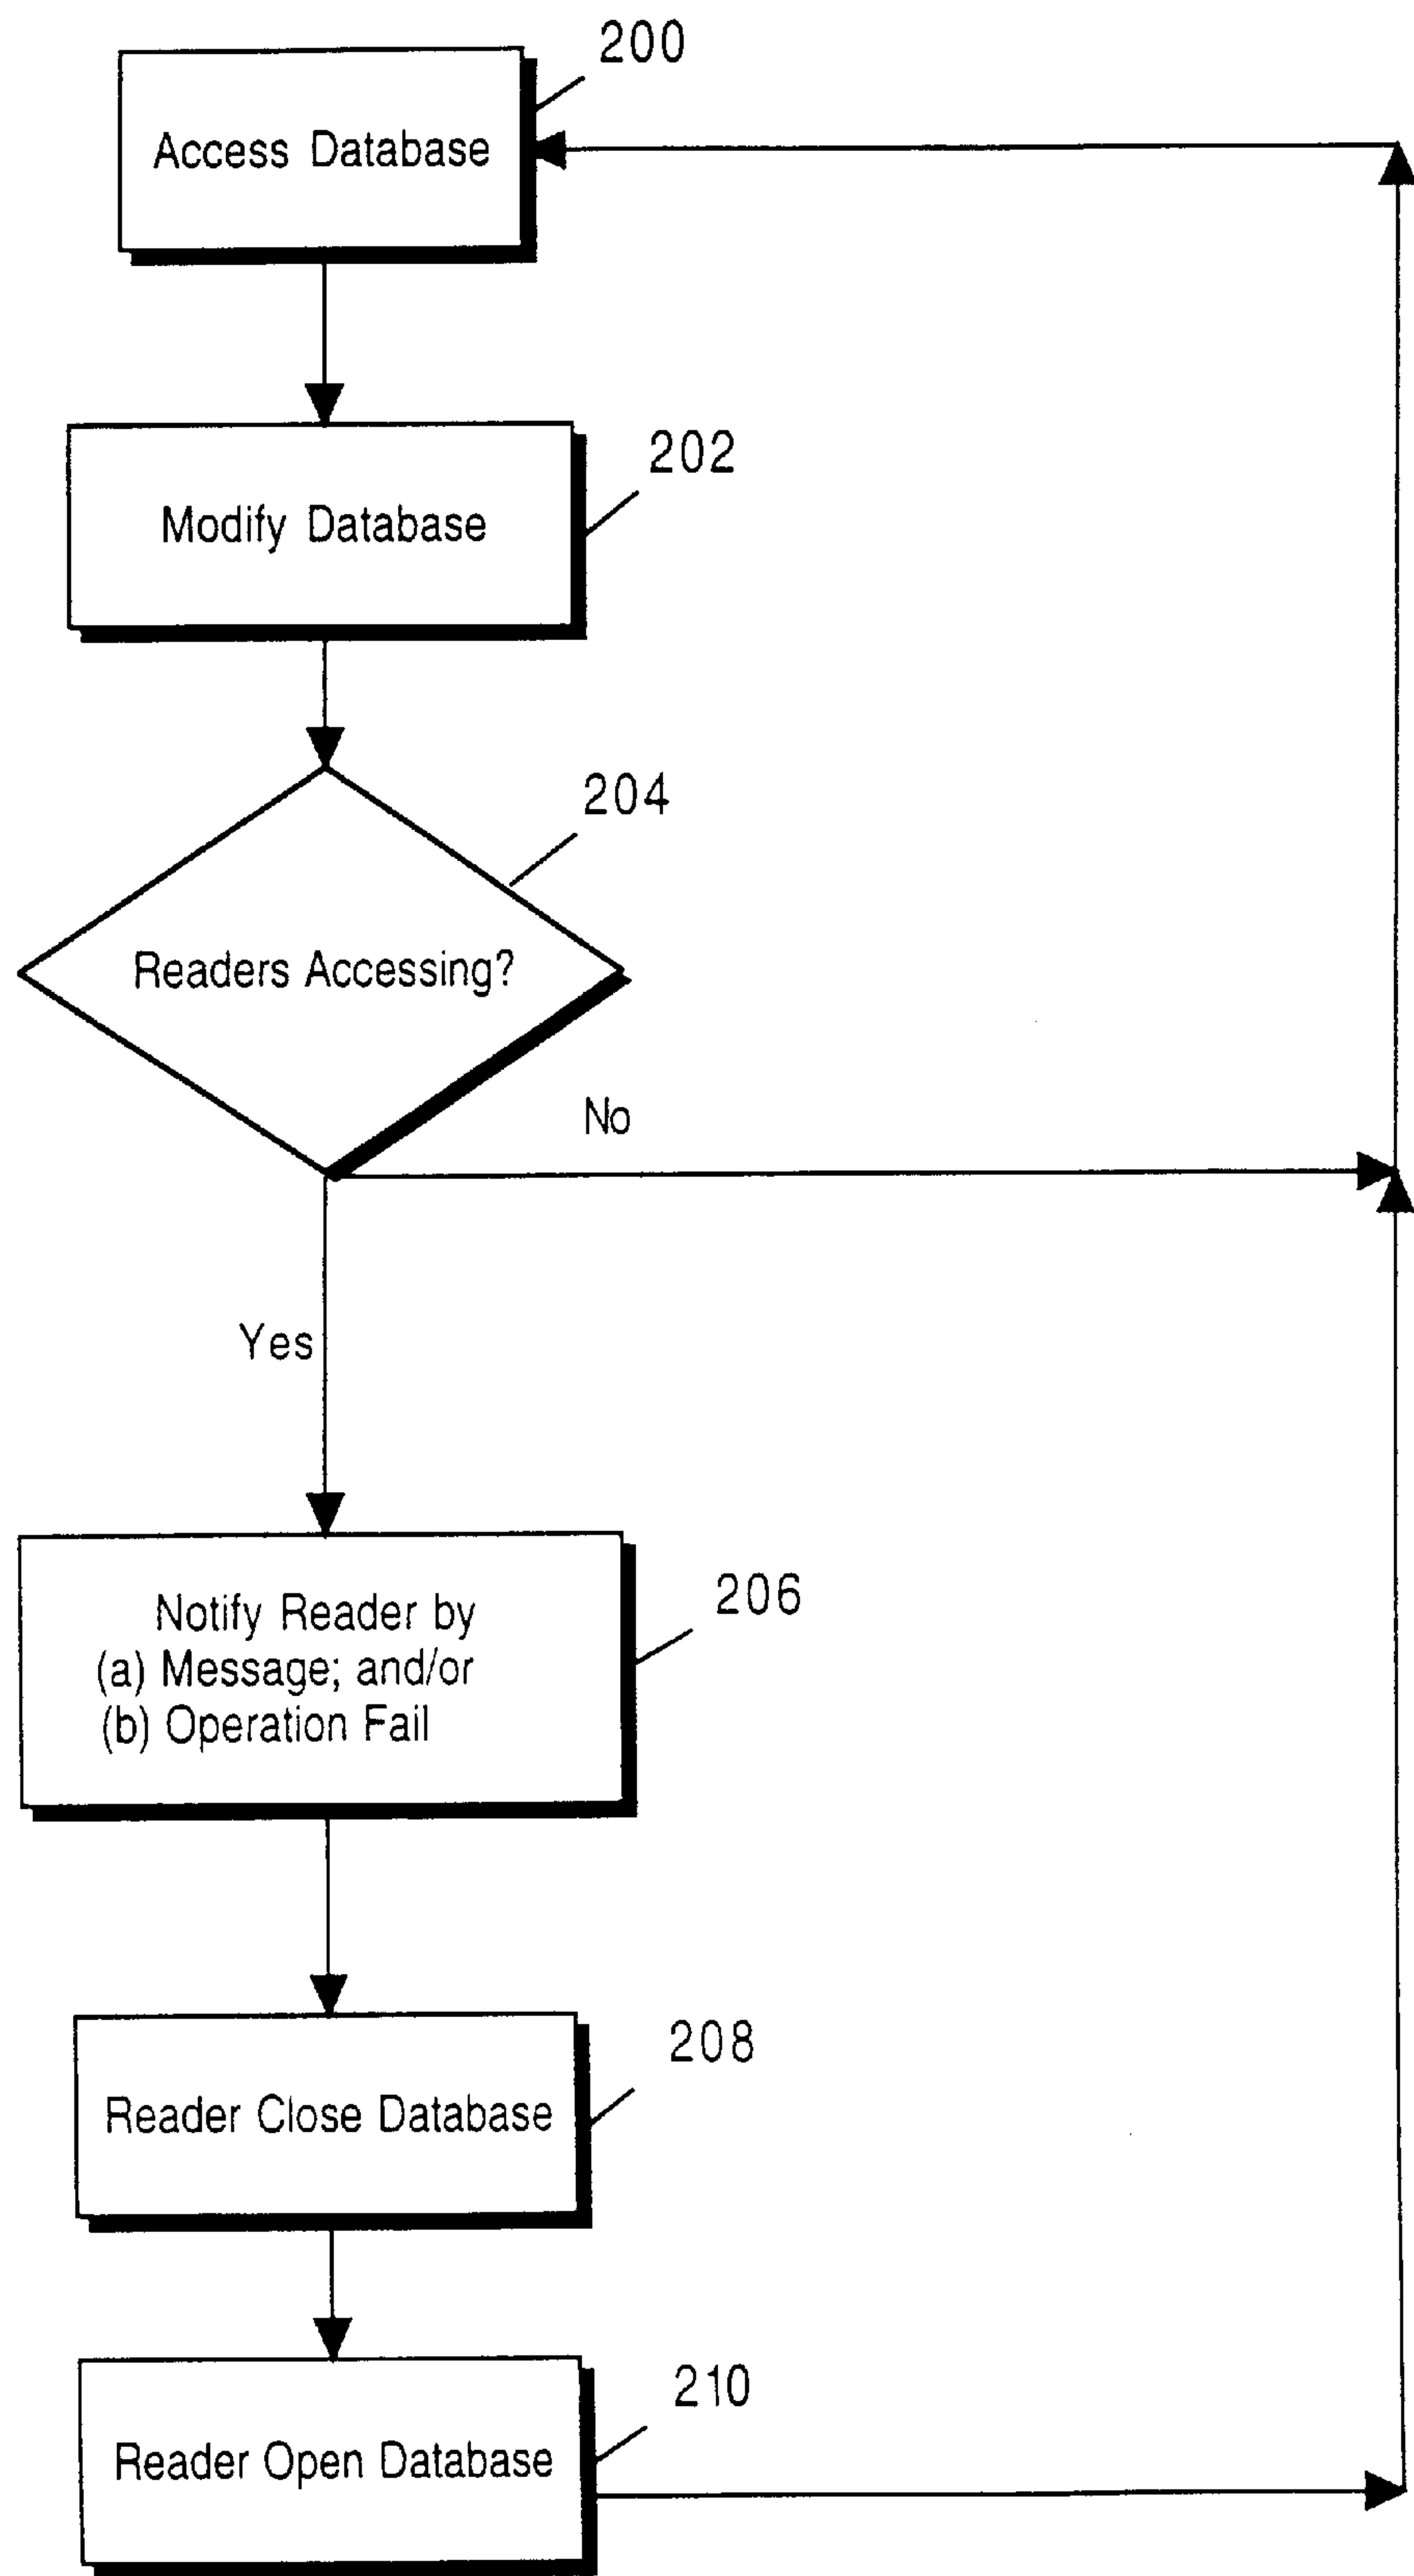 200
Access Database
202
Modify Database
204
Readers Accessing?
No
Yes
206
Notify Reader by
(a) Message; and/or
(b) Operation Fail
208
Reader Close Database
210
Reader Open Database